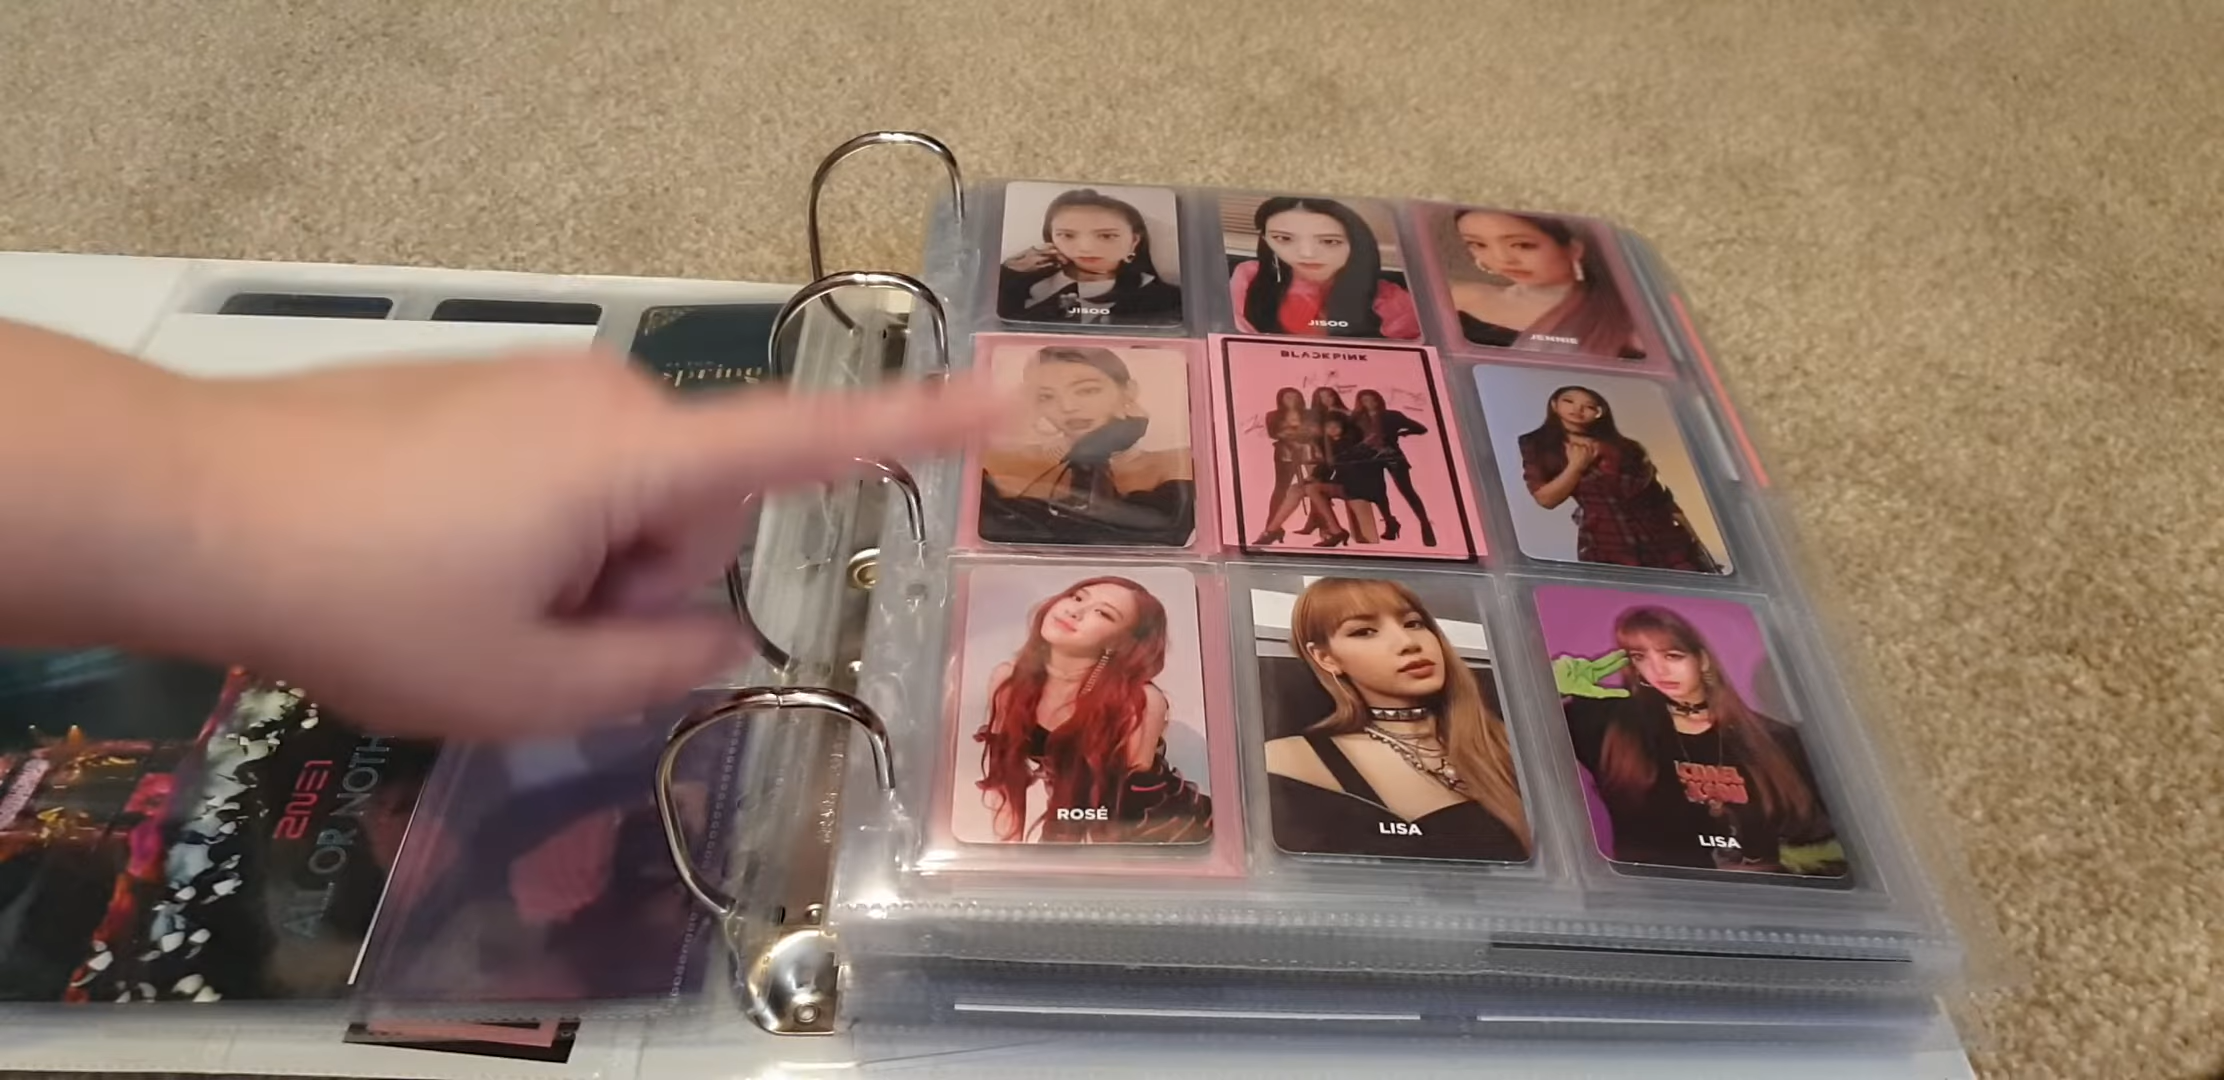 JISOO
JISOO
JENNIE
BLACKPINK
ROSÉ
LISA
LISA
2NE1
ALL OR NOTH